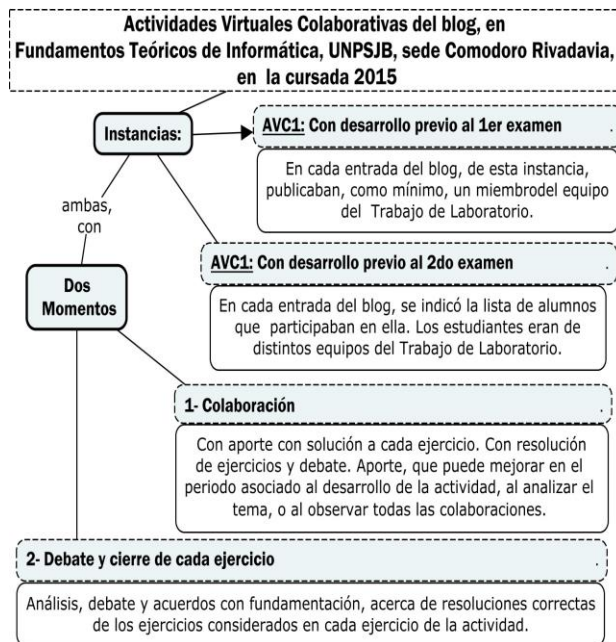 Actividades Virtuales Colaborativas del blog, en
Fundamentos Teóricos de Informática, UNPSJB, sede Comodoro Rivadavia,
en la cursada 2015
Instancias:
AVC1: Con desarrollo previo al 1er examen .
En cada entrada del blog, de esta instancia,
publicaban, como mínimo, un miembrodel equipo
del Trabajo de Laboratorio.
ambas,
con
AVC1: Con desarrollo previo al 2do examen .
En cada entrada del blog, se indicó la lista de alumnos
que participaban en ella. Los estudiantes eran de
distintos equipos del Trabajo de Laboratorio.
Dos
Momentos
1- Colaboración .
Con aporte con solución a cada ejercicio. Con resolución
de ejercicios y debate. Aporte, que puede mejorar en el
periodo asociado al desarrollo de la actividad, al analizar el
tema, o al observar todas las colaboraciones.
2- Debate y cierre de cada ejercicio .
Análisis, debate y acuerdos con fundamentación, acerca de resoluciones correctas
de los ejercicios considerados en cada ejercicio de la actividad.